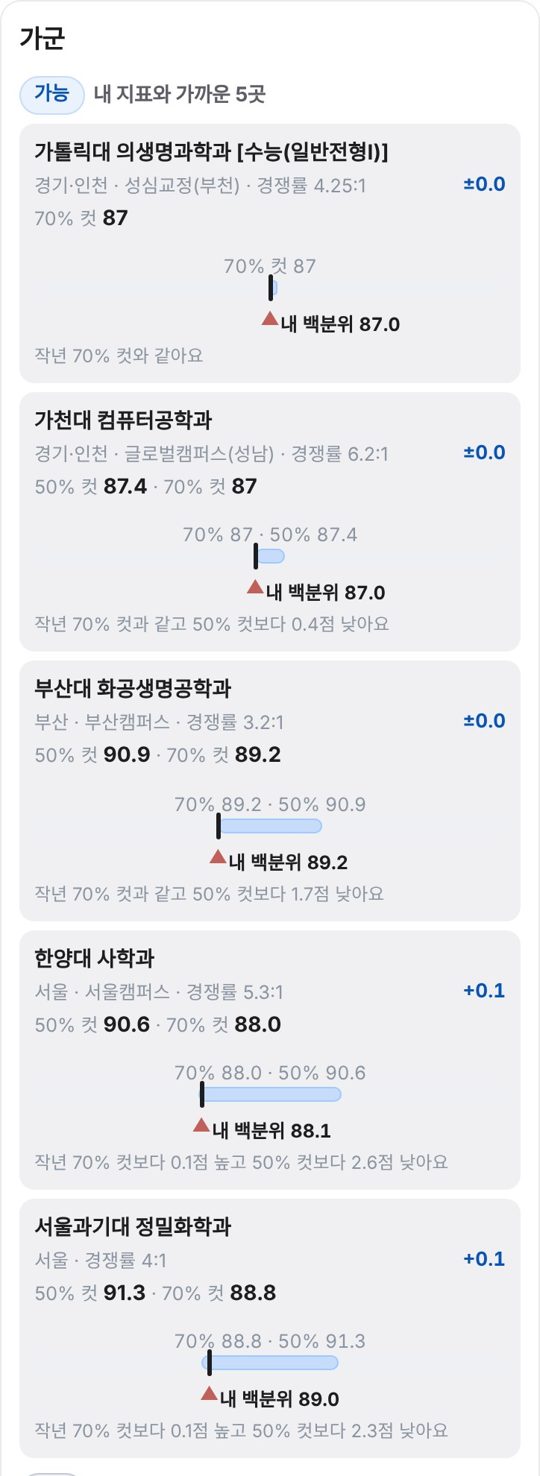 가군
가능 내 지표와 가까운 5곳
가톨릭대 의생명과학과 [수능(일반전형Ⅰ)]
경기·인천 · 성심교정(부천) · 경쟁률 4.25:1 ±0.0
70% 컷 87
70% 컷 87
▲내 백분위 87.0
작년 70% 컷와 같아요
가천대 컴퓨터공학과
경기·인천 · 글로벌캠퍼스(성남) · 경쟁률 6.2:1 ±0.0
50% 컷 87.4 · 70% 컷 87
70% 87 · 50% 87.4
▲내 백분위 87.0
작년 70% 컷과 같고 50% 컷보다 0.4점 낮아요
부산대 화공생명공학과
부산 · 부산캠퍼스 · 경쟁률 3.2:1 ±0.0
50% 컷 90.9 · 70% 컷 89.2
70% 89.2 · 50% 90.9
▲내 백분위 89.2
작년 70% 컷과 같고 50% 컷보다 1.7점 낮아요
한양대 사학과
서울 · 서울캠퍼스 · 경쟁률 5.3:1 +0.1
50% 컷 90.6 · 70% 컷 88.0
70% 88.0 · 50% 90.6
▲내 백분위 88.1
작년 70% 컷보다 0.1점 높고 50% 컷보다 2.6점 낮아요
서울과기대 정밀화학과
서울 · 경쟁률 4:1 +0.1
50% 컷 91.3 · 70% 컷 88.8
70% 88.8 · 50% 91.3
▲내 백분위 89.0
작년 70% 컷보다 0.1점 높고 50% 컷보다 2.3점 낮아요